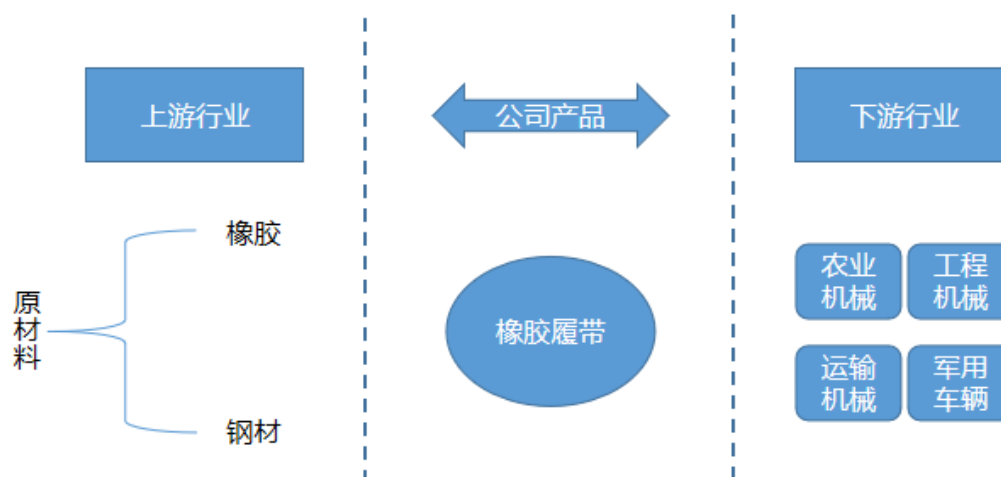 上游行业
公司产品
下游行业
橡胶
原
材
料
钢材
橡胶履带
农业
机械
工程
机械
运输
机械
军用
车辆